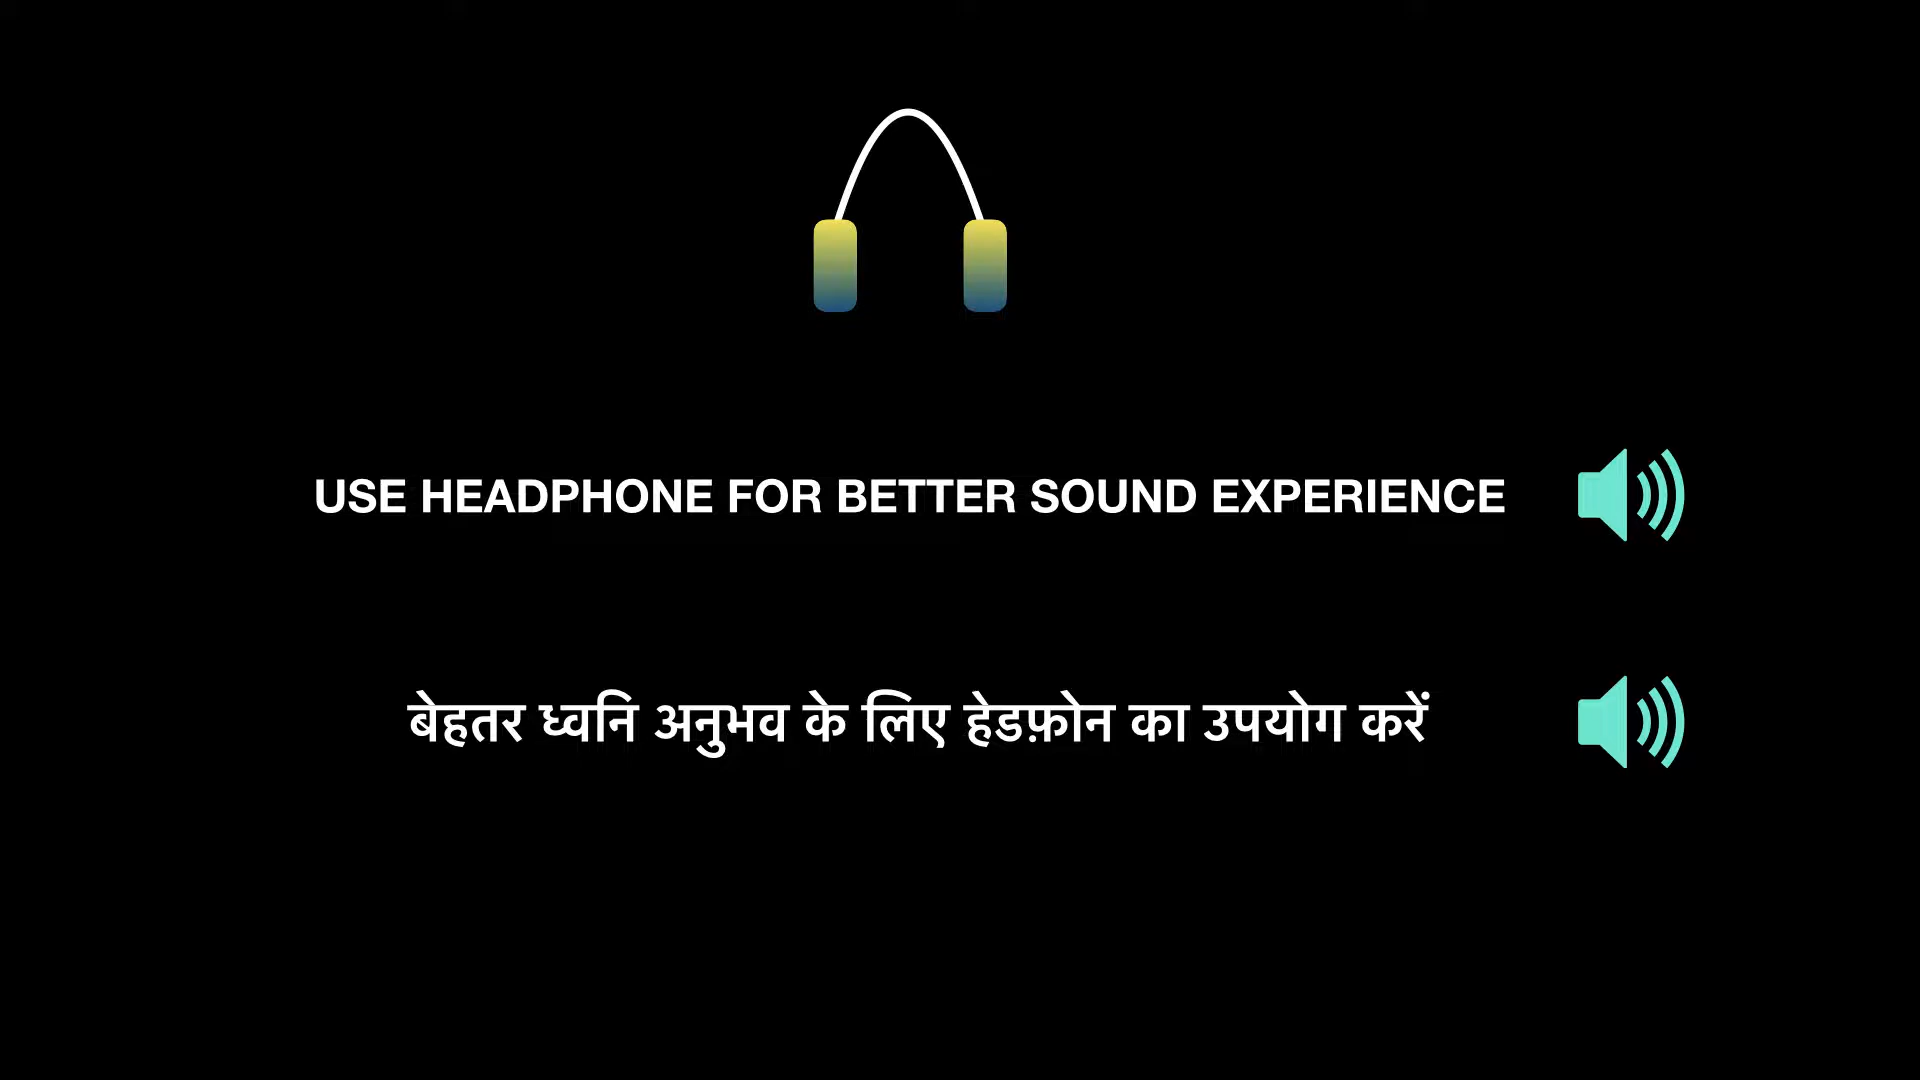 USE HEADPHONE FOR BETTER SOUND EXPERIENCE
बेहतर ध्वनि अनुभव के लिए हेडफ़ोन का उपयोग करें